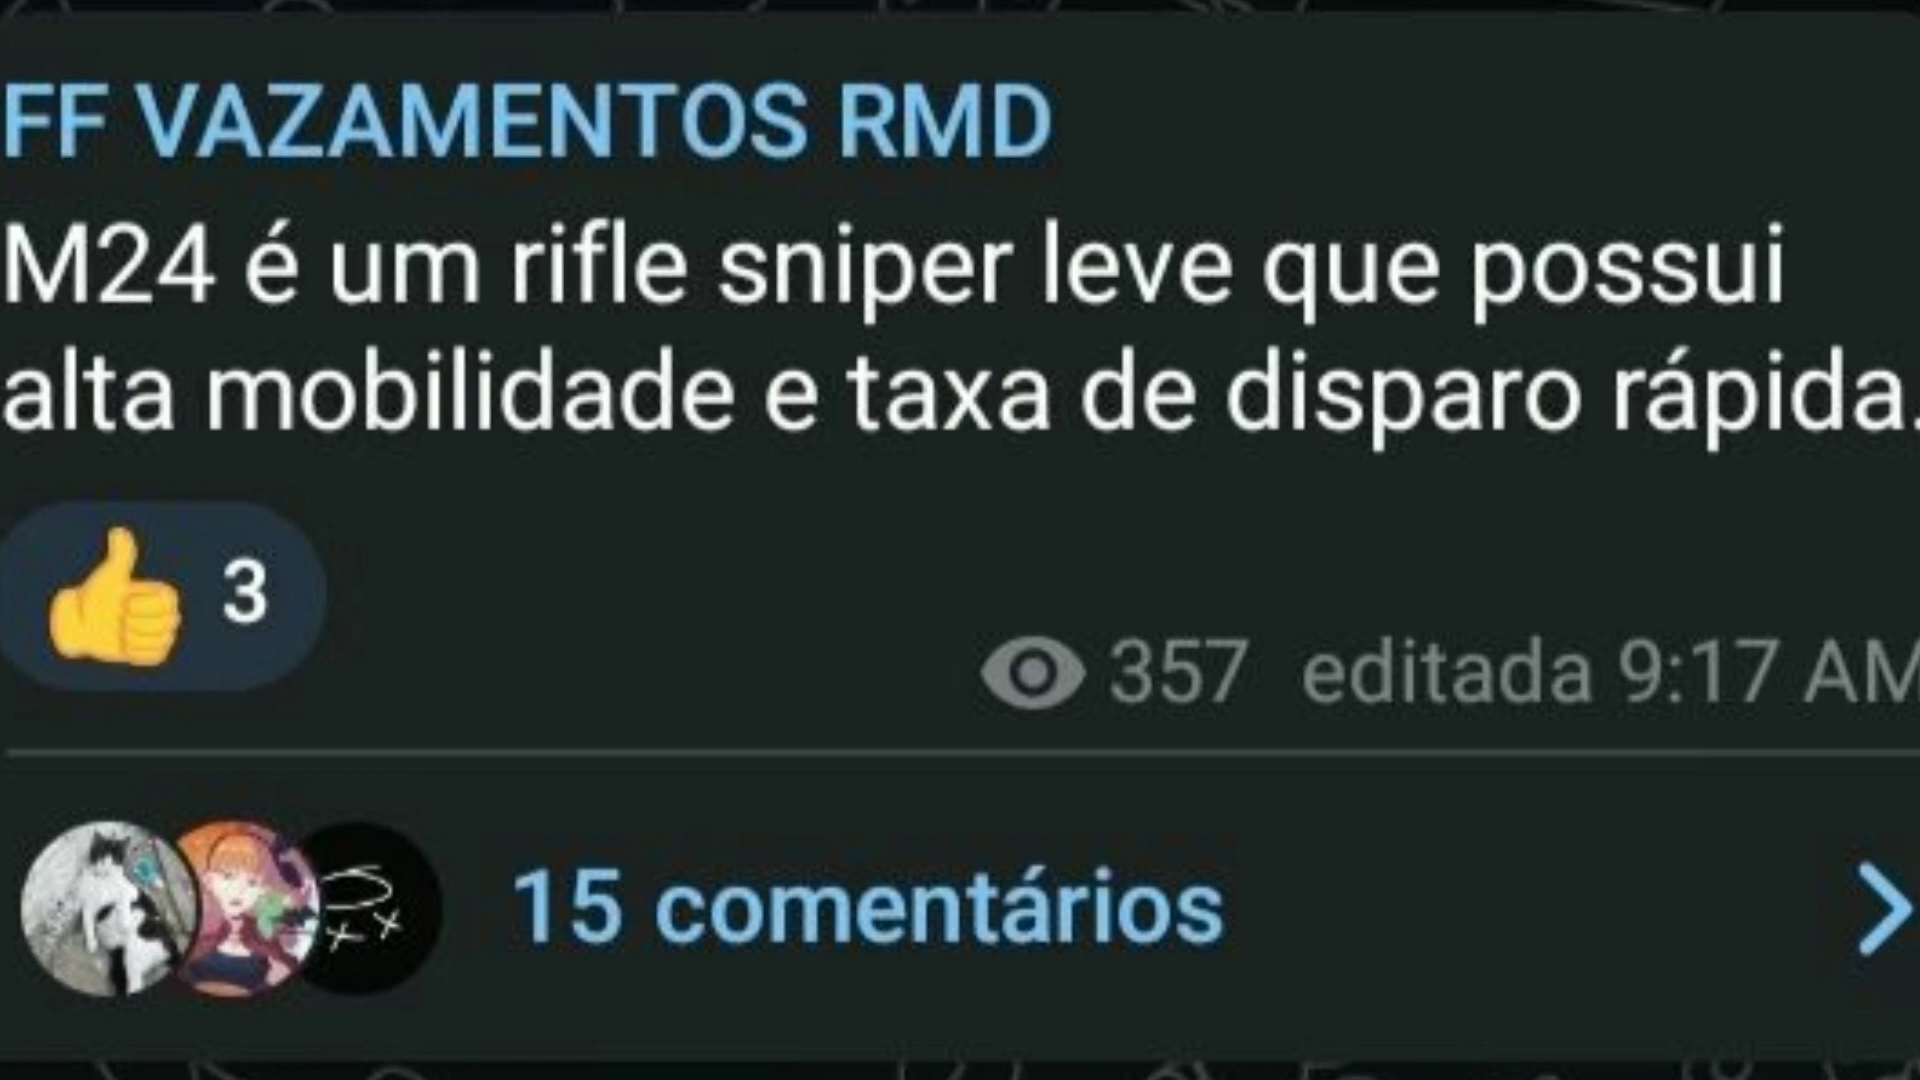 FF VAZAMENTOS RMD
M24 é um rifle sniper leve que possui
alta mobilidade e taxa de disparo rápida.
3
357 editada 9:17 AM
15 comentários